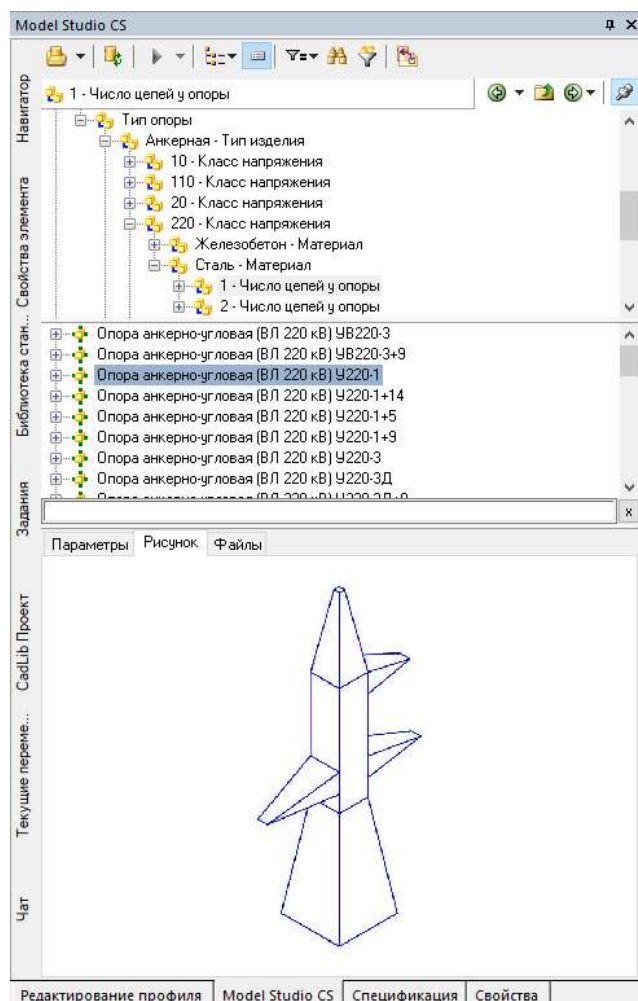 Model Studio CS
1 - Число цепей у опоры
Тип опоры
Анкерная - Тип изделия
10 - Класс напряжения
110 - Класс напряжения
20 - Класс напряжения
220 - Класс напряжения
Железобетон - Материал
Сталь - Материал
1 - Число цепей у опоры
2 - Число цепей у опоры
Опора анкерно-угловая (ВЛ 220 кВ) УВ220-3
Опора анкерно-угловая (ВЛ 220 кВ) УВ220-3+9
Опора анкерно-угловая (ВЛ 220 кВ) У220-1
Опора анкерно-угловая (ВЛ 220 кВ) У220-1+14
Опора анкерно-угловая (ВЛ 220 кВ) У220-1+5
Опора анкерно-угловая (ВЛ 220 кВ) У220-1+9
Опора анкерно-угловая (ВЛ 220 кВ) У220-3
Опора анкерно-угловая (ВЛ 220 кВ) У220-3Д
x
Параметры Рисунок Файлы
Навигатор
Свойства элемента
Библиотека стан...
Задания
CadLib Проект
Текущие переме...
Чат
Редактирование профиля Model Studio CS Спецификация Свойства